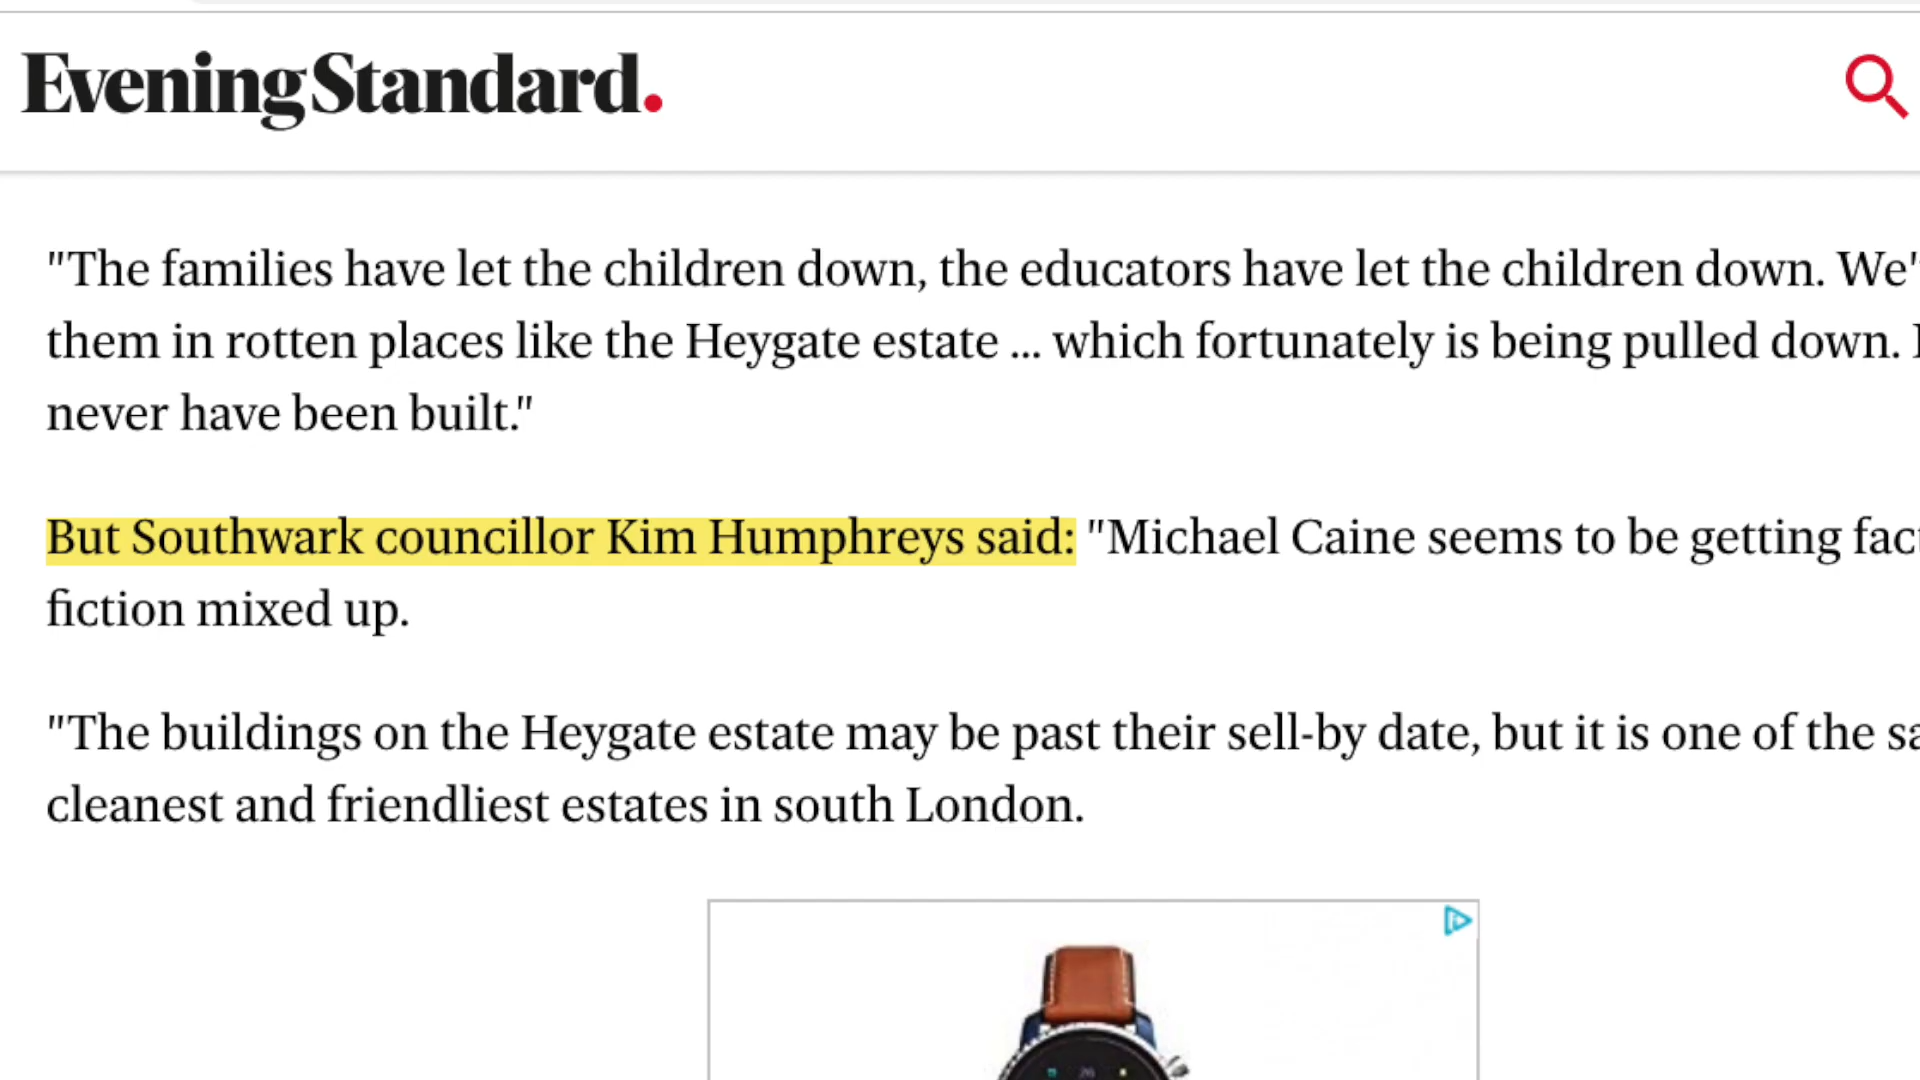 Evening Standard.
"The families have let the children down, the educators have let the children down. We'
them in rotten places like the Heygate estate ... which fortunately is being pulled down.
never have been built."
But Southwark councillor Kim Humphreys said: "Michael Caine seems to be getting
fiction mixed up.
"The buildings on the Heygate estate may be past their sell-by date, but it is one of the
cleanest and friendliest estates in south London.